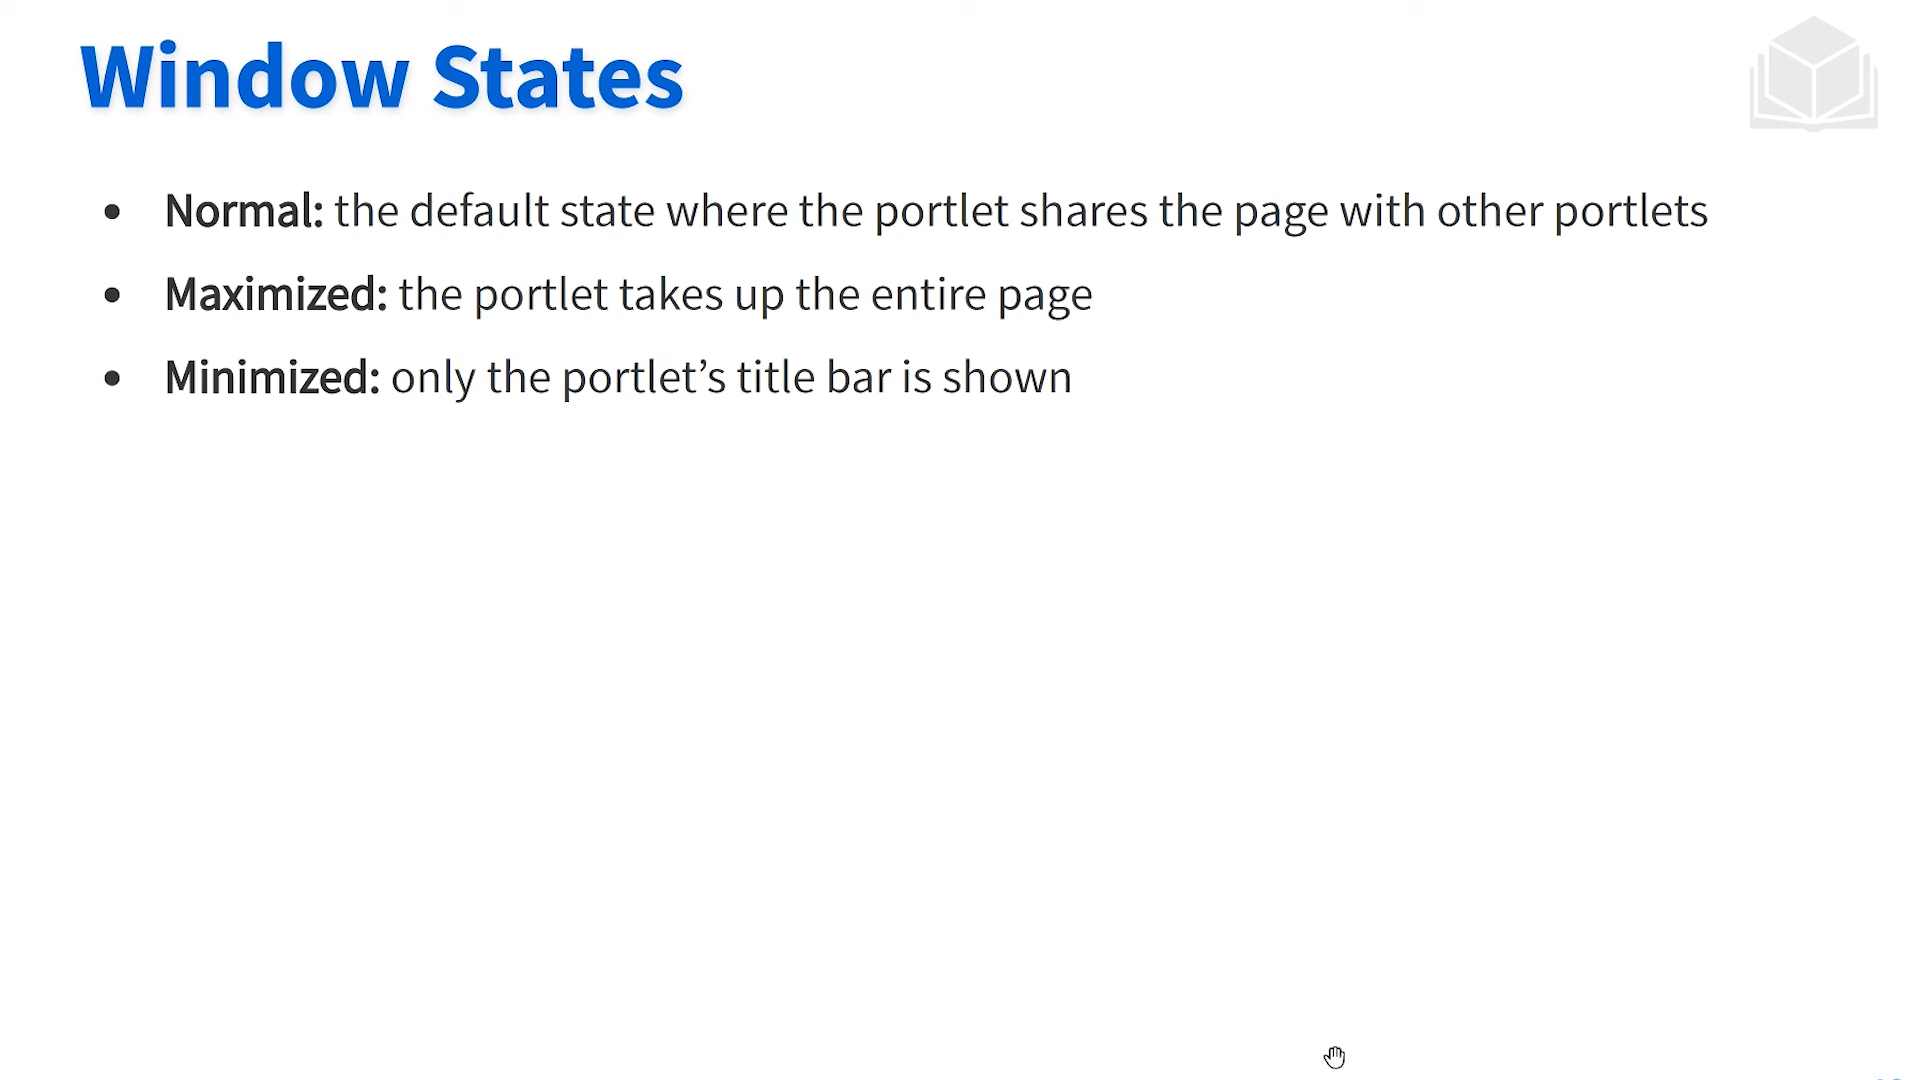 Window States
• Normal: the default state where the portlet shares the page with other portlets
• Maximized: the portlet takes up the entire page
• Minimized: only the portlet’s title bar is shown